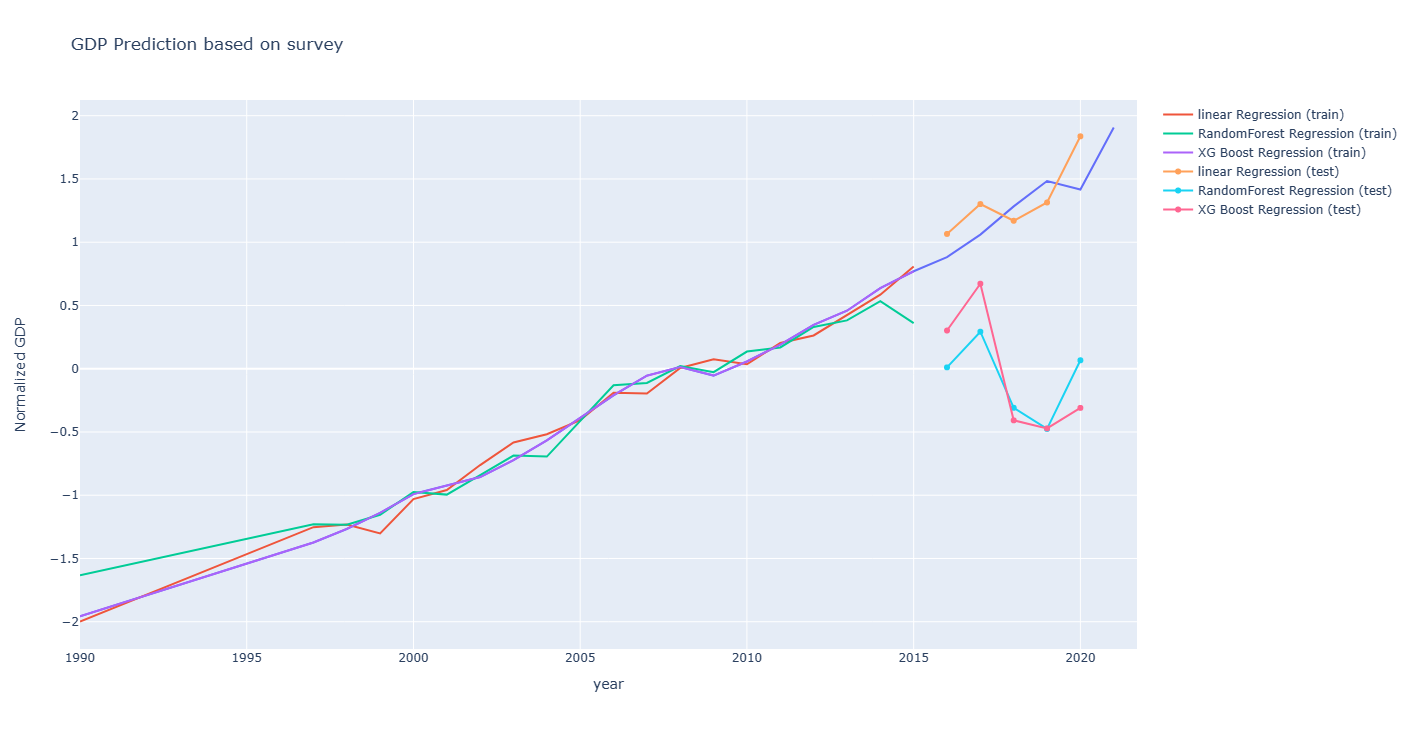 GDP Prediction based on survey
linear Regression (train)
RandomForest Regression (train)
XG Boost Regression (train)
linear Regression (test)
RandomForest Regression (test)
XG Boost Regression (test)
2
1.5
1
0.5
0
−0.5
−1
−1.5
−2
Normalized GDP
1990 1995 2000 2005 2010 2015 2020
year